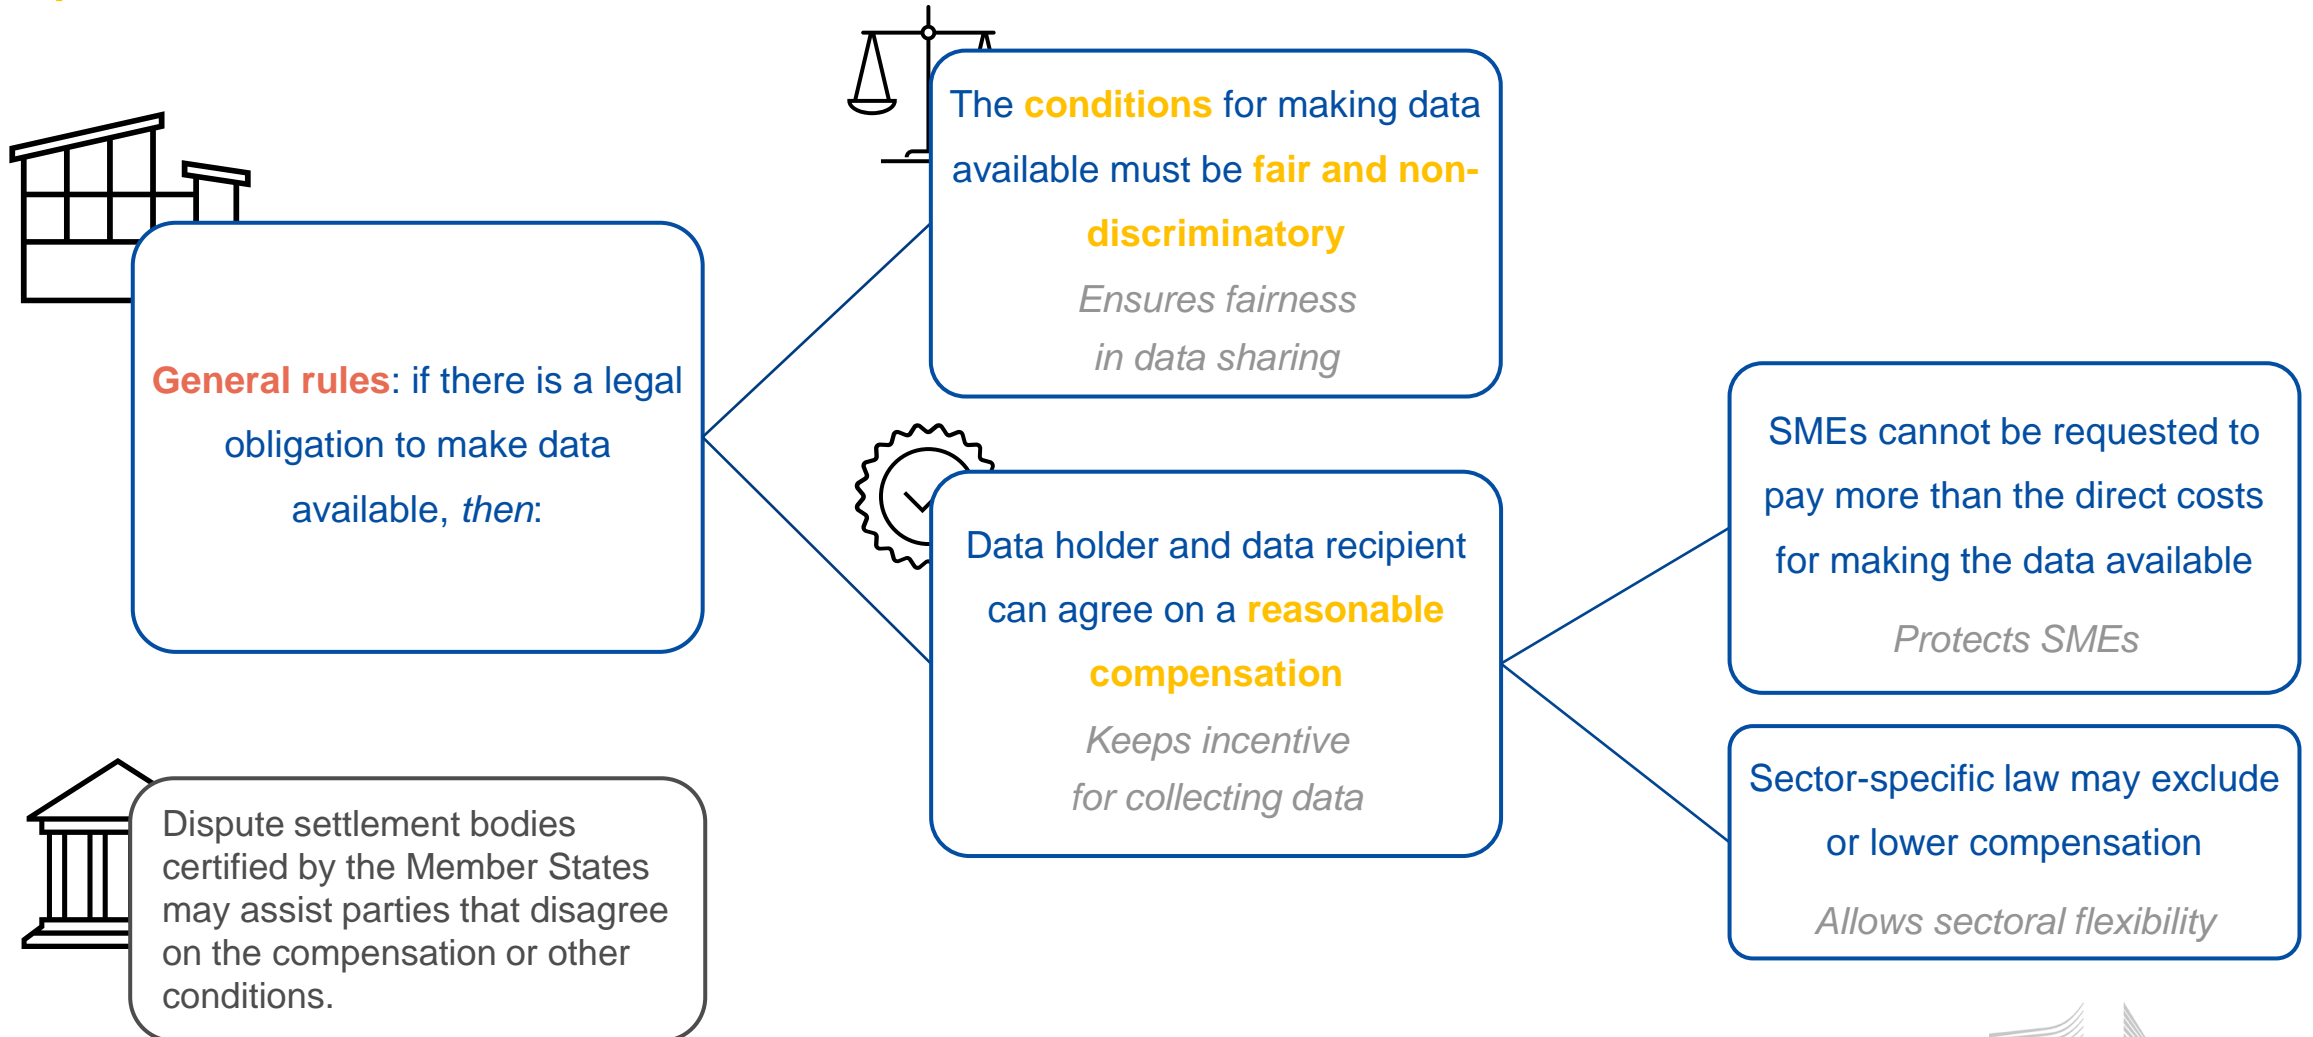 General rules: if there is a legal
obligation to make data
available, then:
The conditions for making data
available must be fair and non-
discriminatory
Ensures fairness
in data sharing
Data holder and data recipient
can agree on a reasonable
compensation
Keeps incentive
for collecting data
SMEs cannot be requested to
pay more than the direct costs
for making the data available
Protects SMEs
Sector-specific law may exclude
or lower compensation
Allows sectoral flexibility
Dispute settlement bodies
certified by the Member States
may assist parties that disagree
on the compensation or other
conditions.